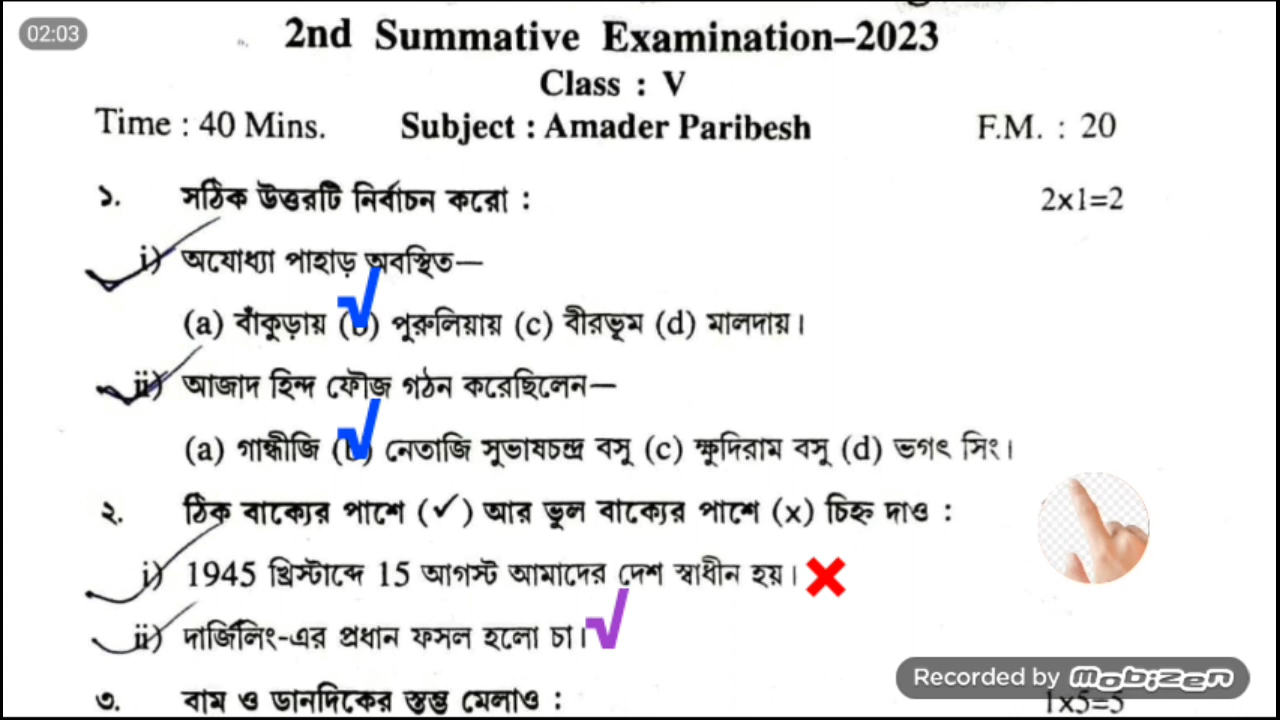 02:03
2nd Summative Examination–2023
Class : V
Time : 40 Mins. Subject : Amader Paribesh F.M. : 20
১. সঠিক উত্তরটি নির্বাচন করো : 2x1=2
i) অযোধ্যা পাহাড় অবস্থিত—
(a) বাঁকুড়ায় (b) পুরুলিয়ায় (c) বীরভূম (d) মালদায়।
ii) আজাদ হিন্দ ফৌজ গঠন করেছিলেন—
(a) গান্ধীজি (b) নেতাজি সুভাষচন্দ্র বসু (c) ক্ষুদিরাম বসু (d) ভগৎ সিং।
২. ঠিক বাক্যের পাশে (✓) আর ভুল বাক্যের পাশে (x) চিহ্ন দাও :
i) 1945 খ্রিস্টাব্দে 15 আগস্ট আমাদের দেশ স্বাধীন হয়।
ii) দার্জিলিং-এর প্রধান ফসল হলো চা।
Recorded by mobizen
৩. বাম ও ডানদিকের স্তম্ভ মেলাও : 1x5=5